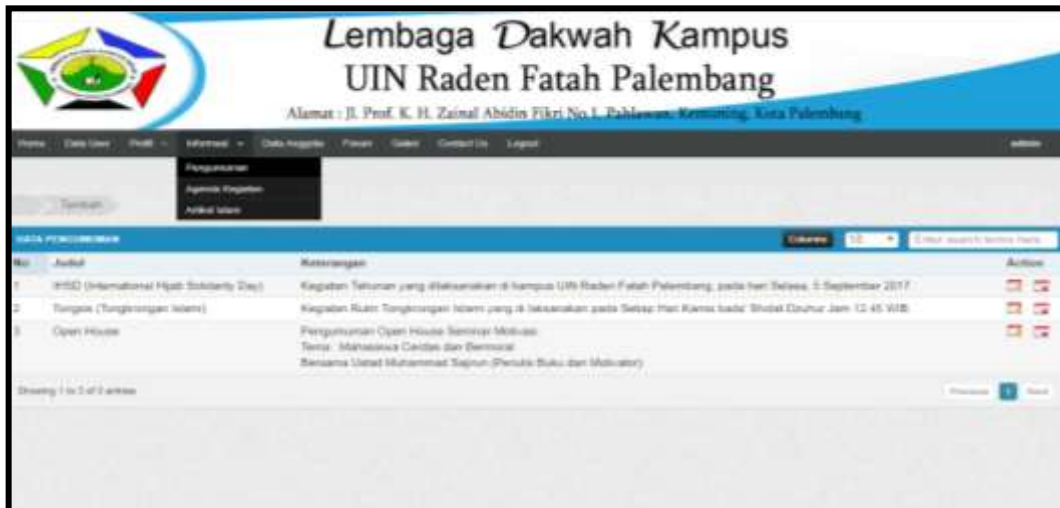 Lembaga Dakwah Kampus
UIN Raden Fatah Palembang
Alamat : Jl. Prof. K. H. Zainal Abidin Fikri No.1, Pahlawan, Kemuning, Kota Palembang
Home Data User Profil Informasi Data Anggota Forum Galeri Contact Us Logout admin
Pengumuman
Agenda Kegiatan
Artikel Islam
Tambah
DATA PENGUMUMAN Columns 10 Enter search terms here
No Judul Keterangan Action
1 IHSD (International Hijab Solidarity Day) Kegiatan Tahunan yang dilaksanakan di kampus UIN Raden Fatah Palembang, pada hari Selasa, 5 September 2017
2 Tongsis (Tongkrongan Islami) Kegiatan Rutin Tongkrongan Islami yang di laksanakan pada Setiap Hari Kamis bada' Sholat Dzuhur Jam 12.45 WIB
3 Open House Pengumuman Open House Seminar Motivasi
Tema : Mahasiswa Cerdas dan Bermoral
Bersama Ustad Muhammad (Penulis Buku dan Motivator)
Showing 1 to 3 of 3 entries Previous 1 Next